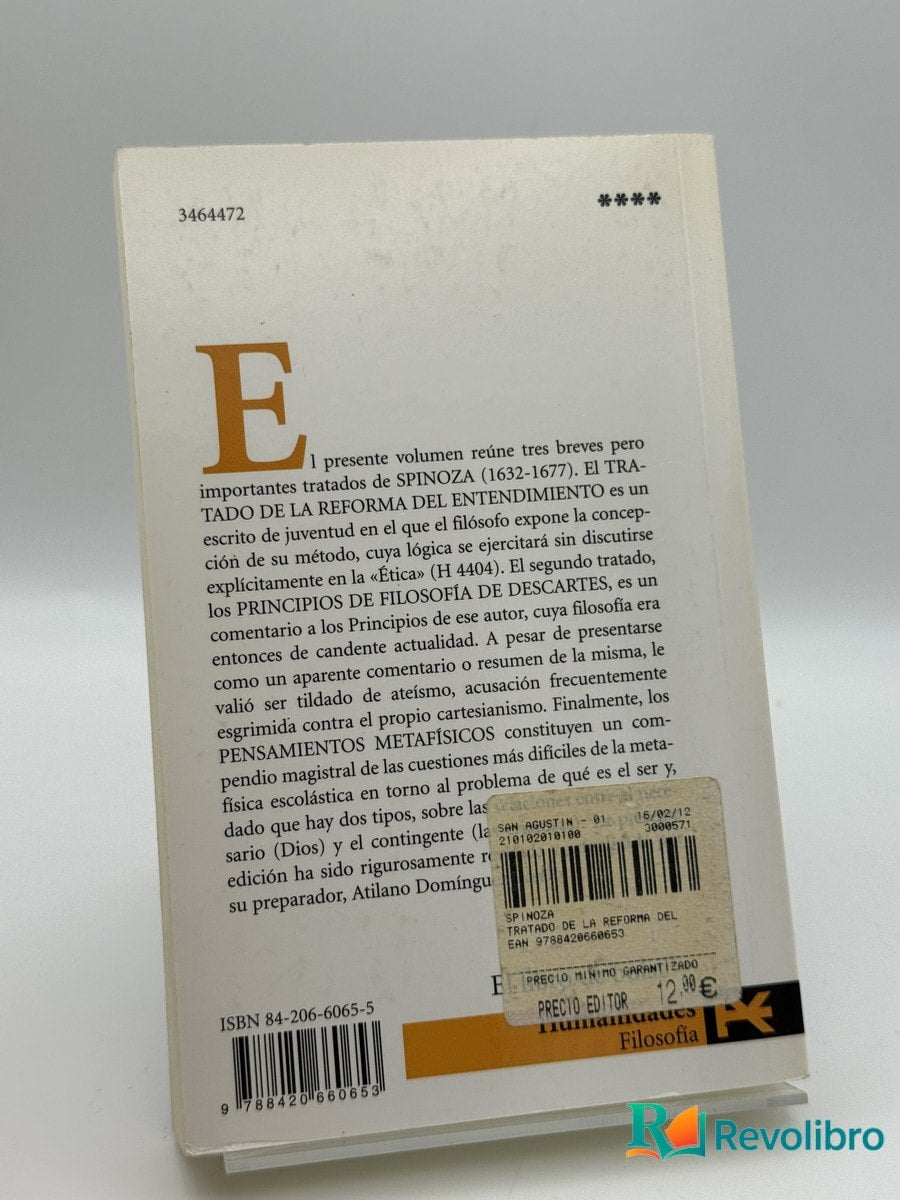 3464472
****
El presente volumen reúne tres breves pero
importantes tratados de SPINOZA (1632-1677). El TRA-
TADO DE LA REFORMA DEL ENTENDIMIENTO es un
escrito de juventud en el que el filósofo expone la concep-
ción de su método, cuya lógica se ejercitará sin discutirse
explícitamente en la «Ética» (H 4404). El segundo tratado,
los PRINCIPIOS DE FILOSOFÍA DE DESCARTES, es un
comentario a los Principios de ese autor, cuya filosofía era
entonces de candente actualidad. A pesar de presentarse
como un aparente comentario o resumen de la misma, le
valió ser tildado de ateísmo, acusación frecuentemente
esgrimida contra el propio cartesianismo. Finalmente, los
PENSAMIENTOS METAFÍSICOS constituyen un com-
pendio magistral de las cuestiones más difíciles de la meta-
física escolástica en torno al problema de qué es el ser y,
dado que hay dos tipos, sobre las relaciones entre el nece-
sario (Dios) y el contingente
edición ha sido rigurosamente
su preparador, Atilano
SAN AGUSTIN - 01 16/02/12
210102010100 3000571
SPINOZA
TRATADO DE LA REFORMA DEL
EAN 9788420660653
PRECIO MINIMO GARANTIZADO
PRECIO EDITOR 12,00€
ISBN 84-206-6065-5
9 788420 660653
Humanidades
Filosofía
Revolibro